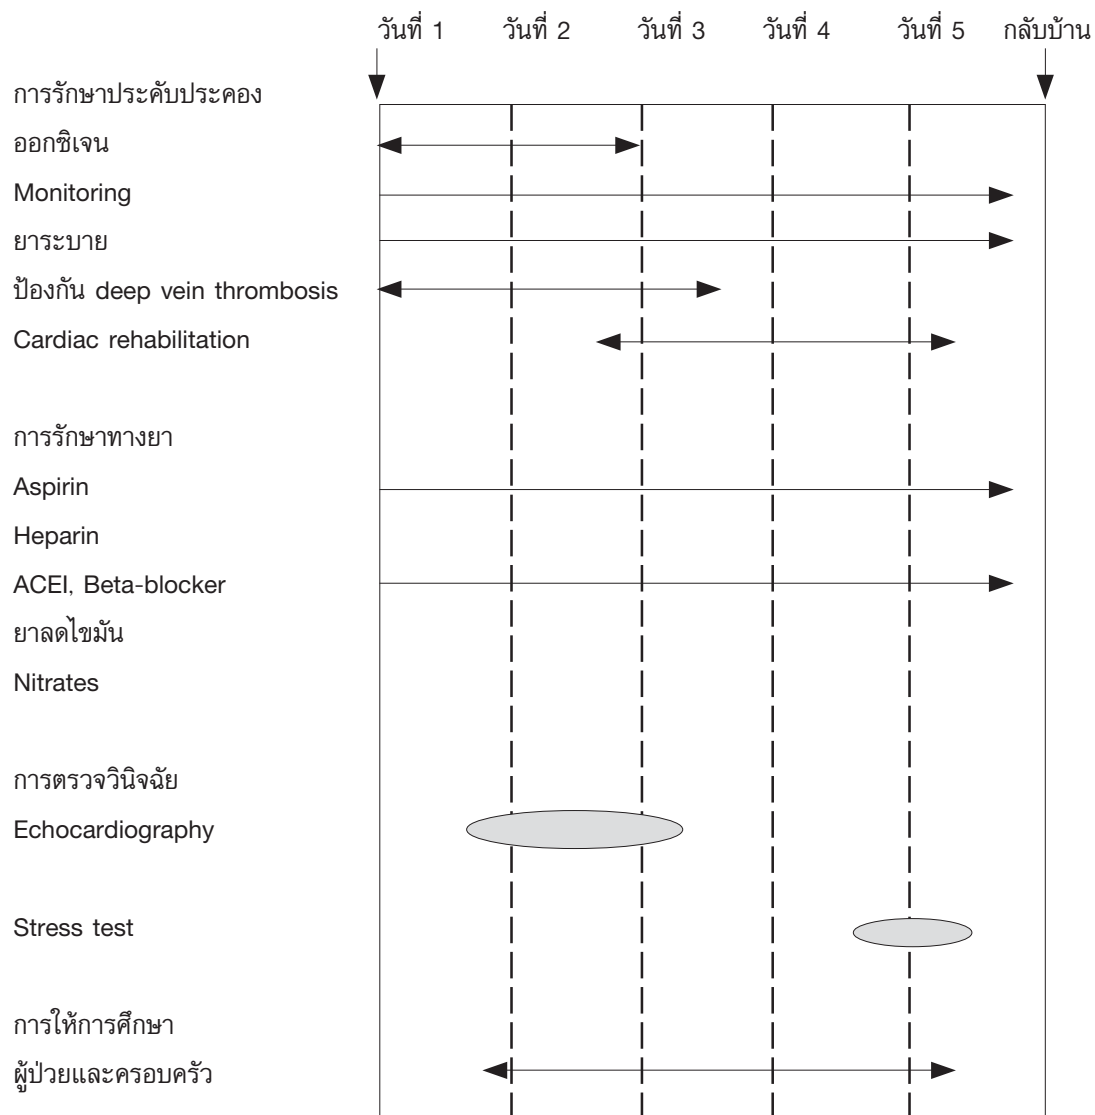 วันที่ 1 วันที่ 2 วันที่ 3 วันที่ 4 วันที่ 5 กลับบ้าน
การรักษาประคับประคอง
ออกซิเจน
Monitoring
ยาระบาย
ป้องกัน deep vein thrombosis
Cardiac rehabilitation
การรักษาทางยา
Aspirin
Heparin
ACEI, Beta-blocker
ยาลดไขมัน
Nitrates
การตรวจวินิจฉัย
Echocardiography
Stress test
การให้การศึกษา
ผู้ป่วยและครอบครัว